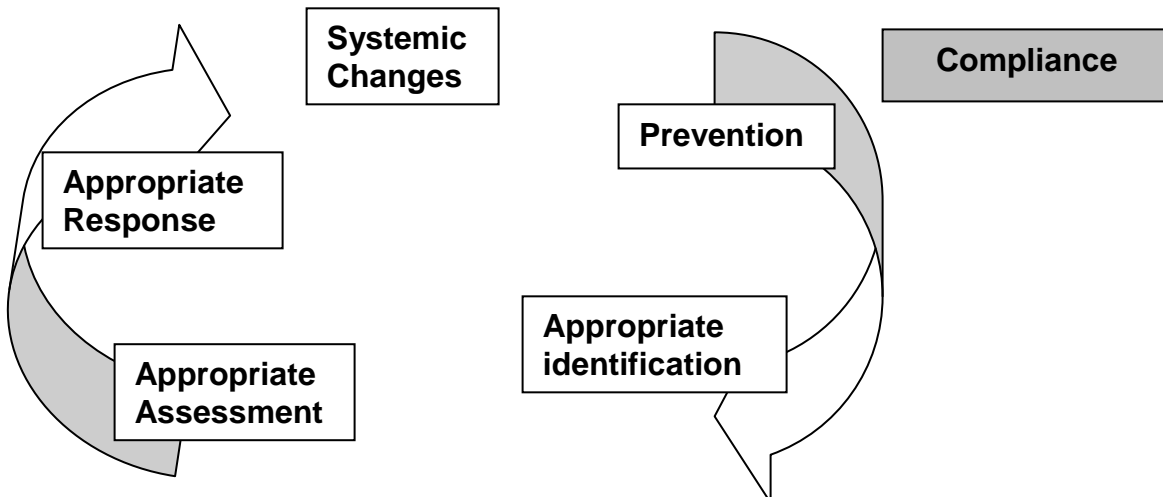 Systemic
Changes
Compliance
Prevention
Appropriate
Response
Appropriate
identification
Appropriate
Assessment